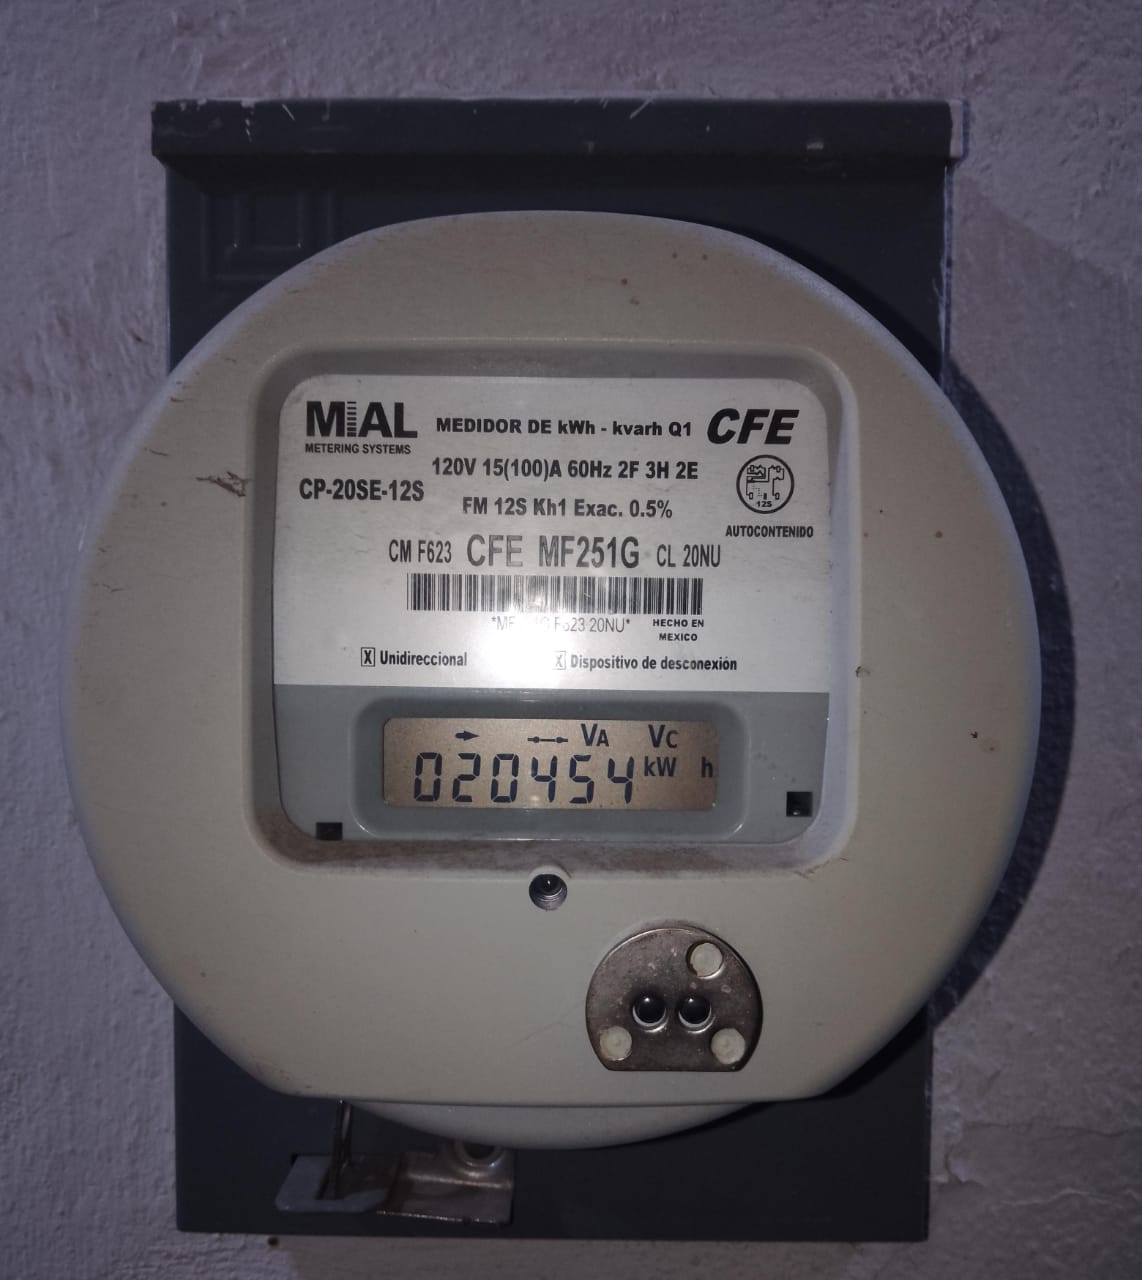 MIAL
METERING SYSTEMS
MEDIDOR DE kWh - kvarh Q1
CFE
120V 15(100)A 60Hz 2F 3H 2E
CP-20SE-12S
FM 12S Kh1 Exac. 0.5%
12S
AUTOCONTENIDO
CM F623 CFE MF251G CL 20NU
20NU*
HECHO EN
MEXICO
X Unidireccional
X Dispositivo de desconexión
VA VC
020454 kW h